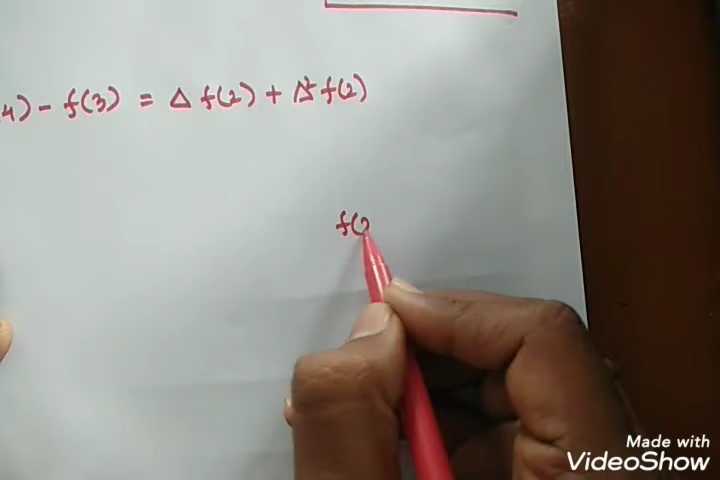 4) - f(3) = Δ f(2) + Δ² f(2)
f(
Made with
VideoShow